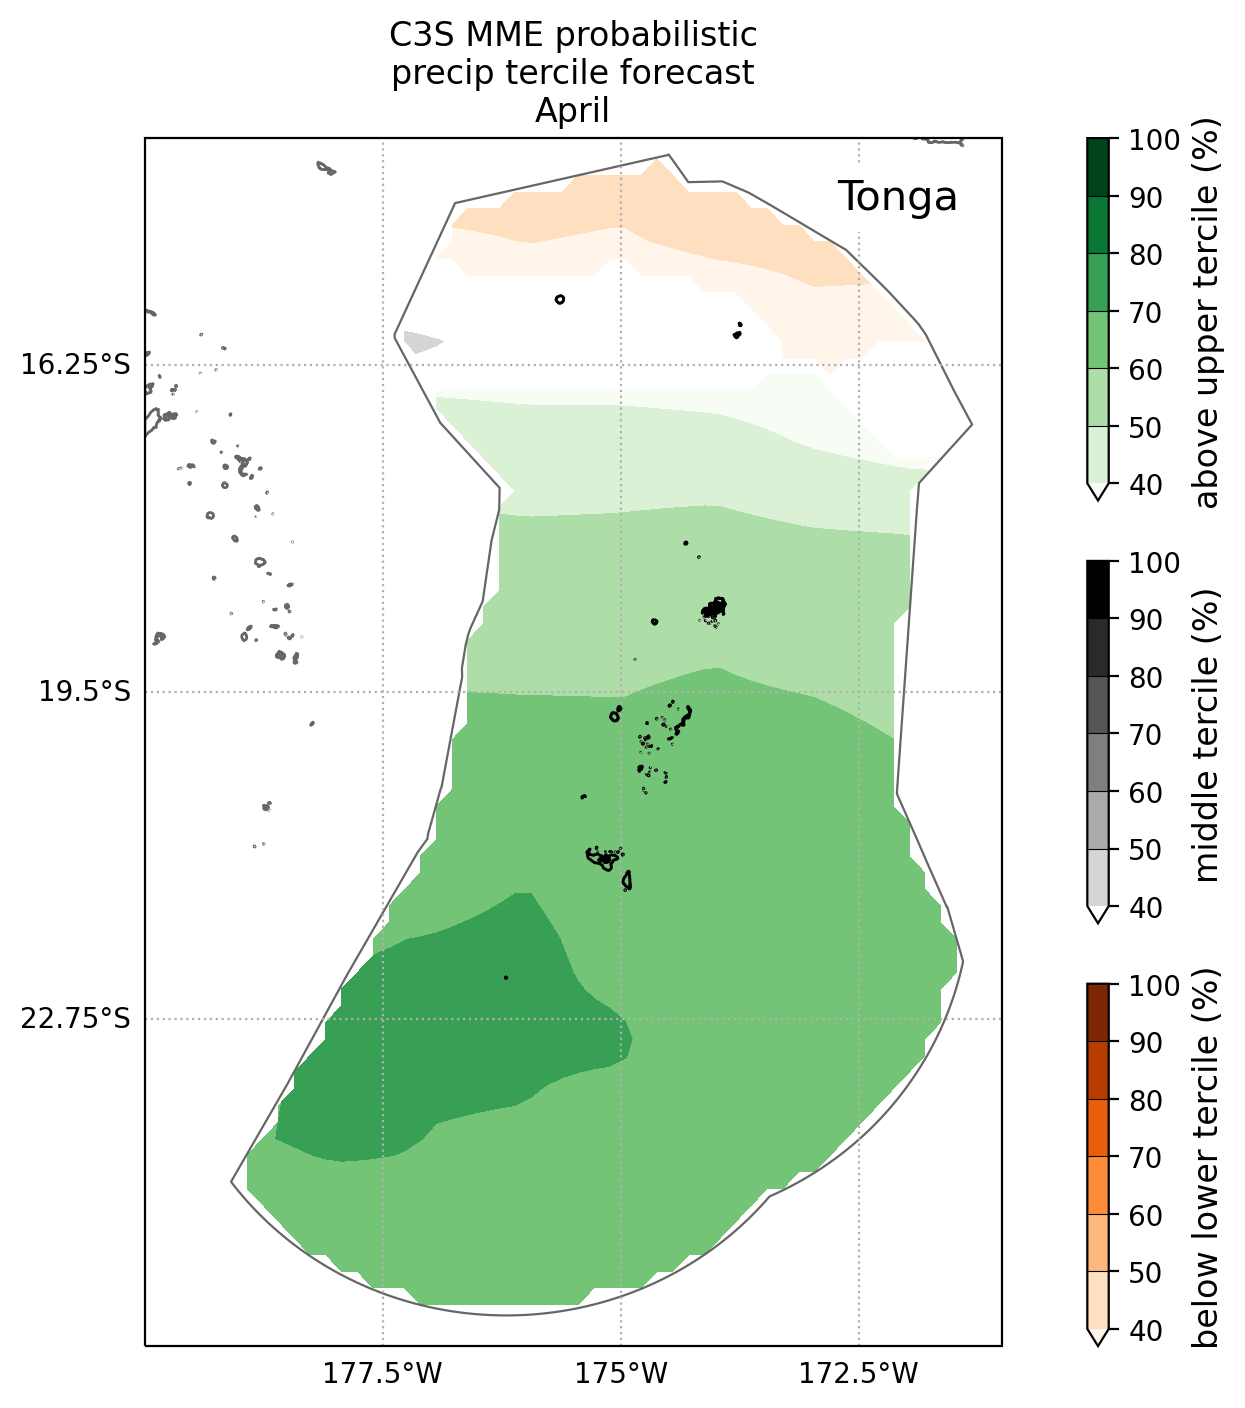 C3S MME probabilistic
precip tercile forecast
April
Tonga
16.25°S
19.5°S
22.75°S
177.5°W
175°W
172.5°W
100
90
80
70
60
50
40
above upper tercile (%)
100
90
80
70
60
50
40
middle tercile (%)
100
90
80
70
60
50
40
below lower tercile (%)